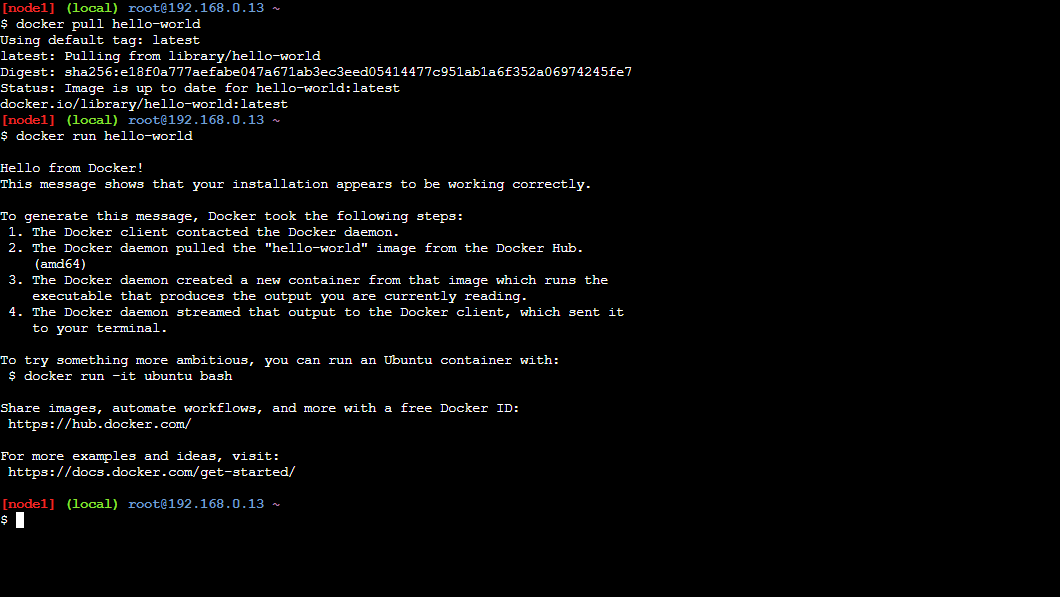 [node1] (local) root@192.168.0.13 ~
$ docker pull hello-world
Using default tag: latest
latest: Pulling from library/hello-world
Digest: sha256:e18f0a777aefabe047a671ab3ec3eed05414477c951ab1a6f352a06974245fe7
Status: Image is up to date for hello-world:latest
docker.io/library/hello-world:latest
[node1] (local) root@192.168.0.13 ~
$ docker run hello-world

Hello from Docker!
This message shows that your installation appears to be working correctly.

To generate this message, Docker took the following steps:
 1. The Docker client contacted the Docker daemon.
 2. The Docker daemon pulled the "hello-world" image from the Docker Hub.
    (amd64)
 3. The Docker daemon created a new container from that image which runs the
    executable that produces the output you are currently reading.
 4. The Docker daemon streamed that output to the Docker client, which sent it
    to your terminal.

To try something more ambitious, you can run an Ubuntu container with:
 $ docker run -it ubuntu bash

Share images, automate workflows, and more with a free Docker ID:
 https://hub.docker.com/

For more examples and ideas, visit:
 https://docs.docker.com/get-started/

[node1] (local) root@192.168.0.13 ~
$